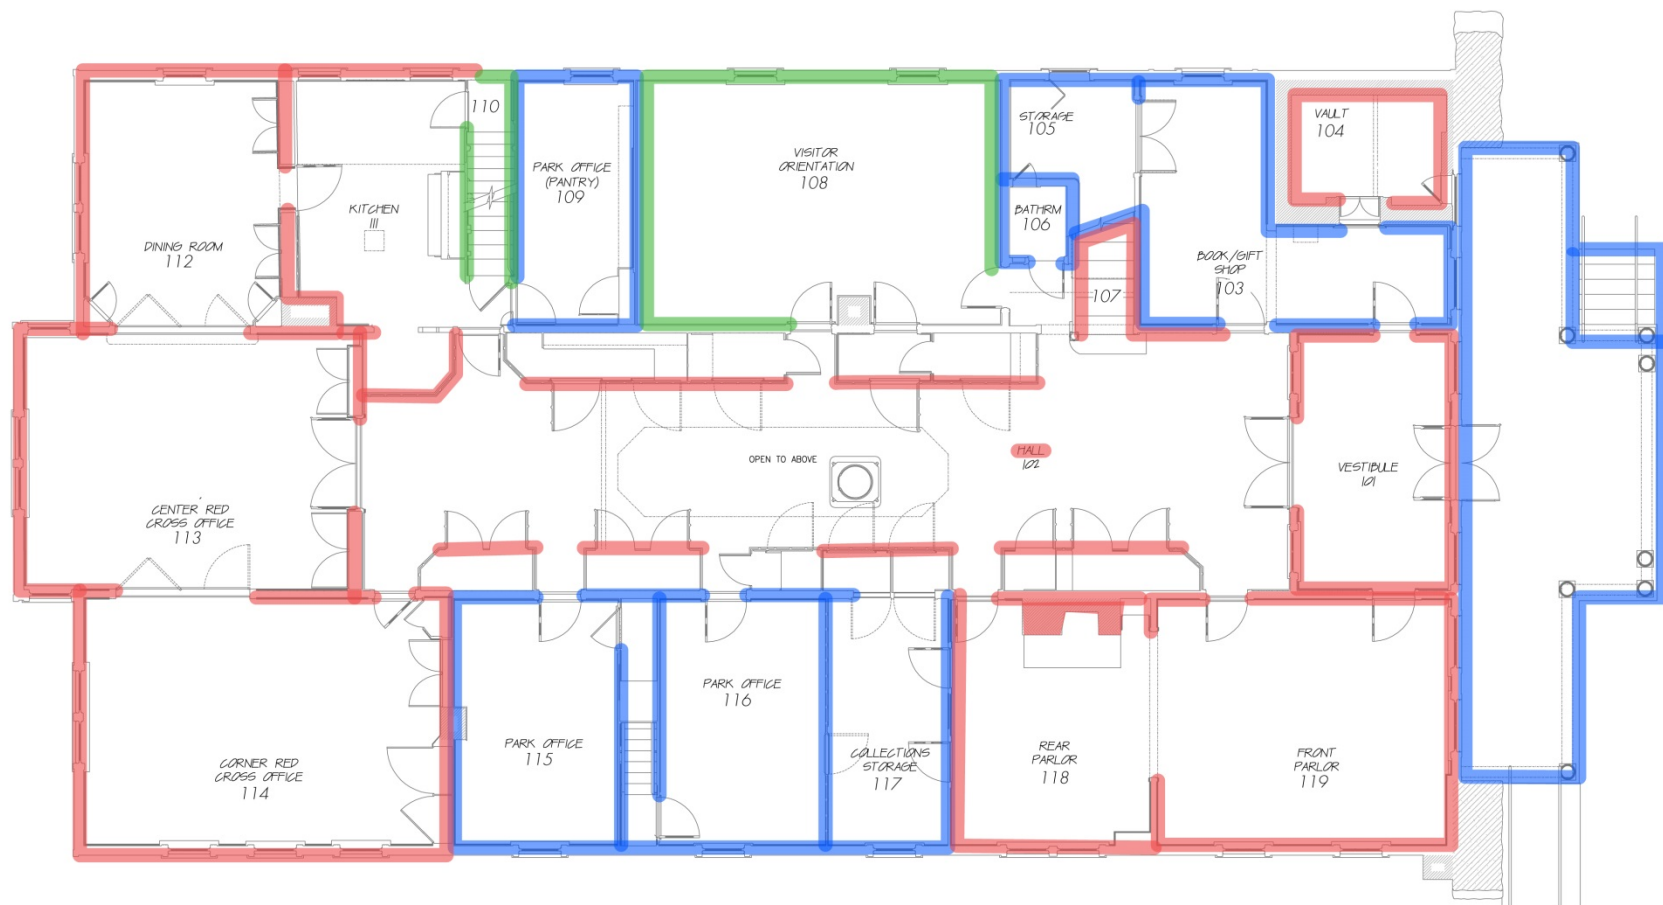 110
STORAGE
105
VAULT
104
PARK OFFICE
(PANTRY)
109
VISITOR
ORIENTATION
108
KITCHEN
111
BATHRM
106
DINING ROOM
112
BOOK/GIFT
SHOP
103
107
OPEN TO ABOVE
HALL
102
VESTIBULE
101
CENTER RED
CROSS OFFICE
113
PARK OFFICE
116
CORNER RED
CROSS OFFICE
114
PARK OFFICE
115
COLLECTIONS
STORAGE
117
REAR
PARLOR
118
FRONT
PARLOR
119